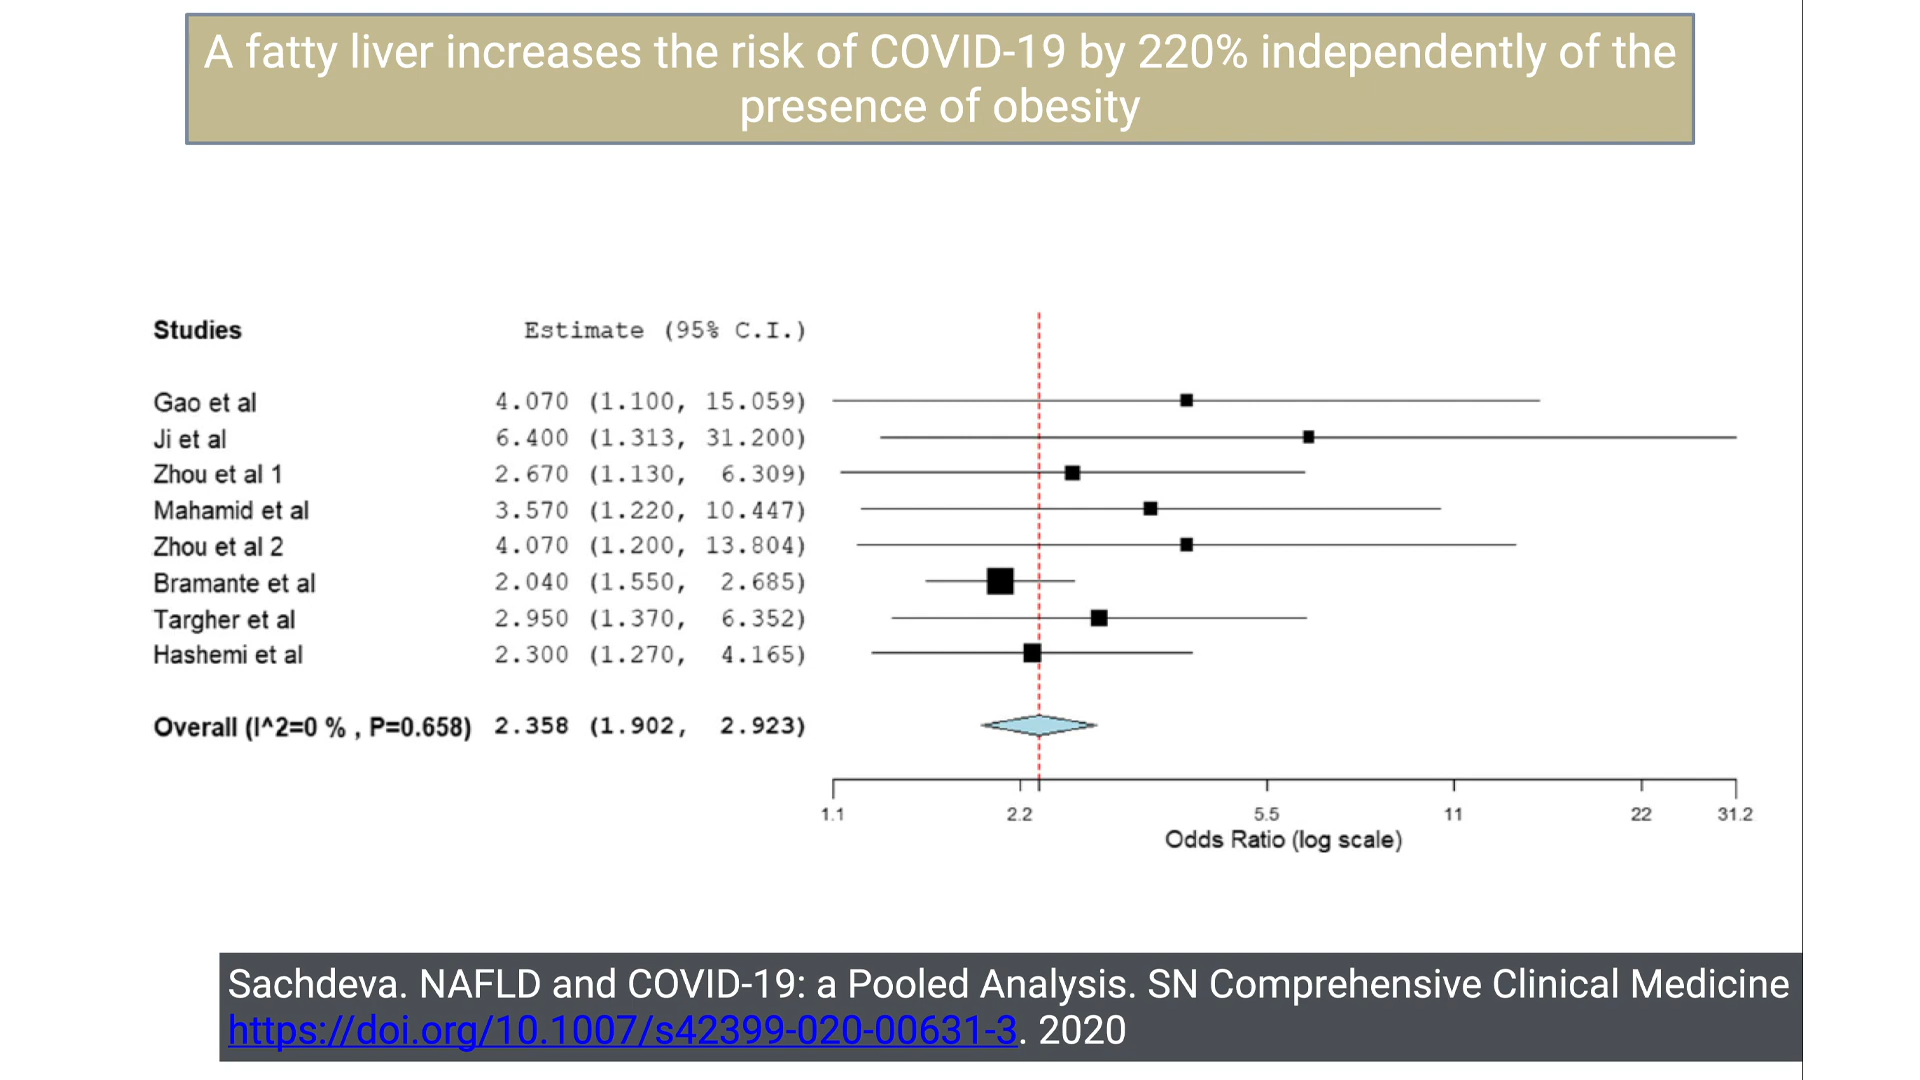 A fatty liver increases the risk of COVID-19 by 220% independently of the
presence of obesity
Studies Estimate (95% C.I.)
Gao et al 4.070 (1.100, 15.059)
Ji et al 6.400 (1.313, 31.200)
Zhou et al 1 2.670 (1.130, 6.309)
Mahamid et al 3.570 (1.220, 10.447)
Zhou et al 2 4.070 (1.200, 13.804)
Bramante et al 2.040 (1.550, 2.685)
Targher et al 2.950 (1.370, 6.352)
Hashemi et al 2.300 (1.270, 4.165)
Overall (I^2=0 % , P=0.658) 2.358 (1.902, 2.923)
1.1 2.2 5.5 11 22 31.2
Odds Ratio (log scale)
Sachdeva. NAFLD and COVID-19: a Pooled Analysis. SN Comprehensive Clinical Medicine
https://doi.org/10.1007/s42399-020-00631-3. 2020